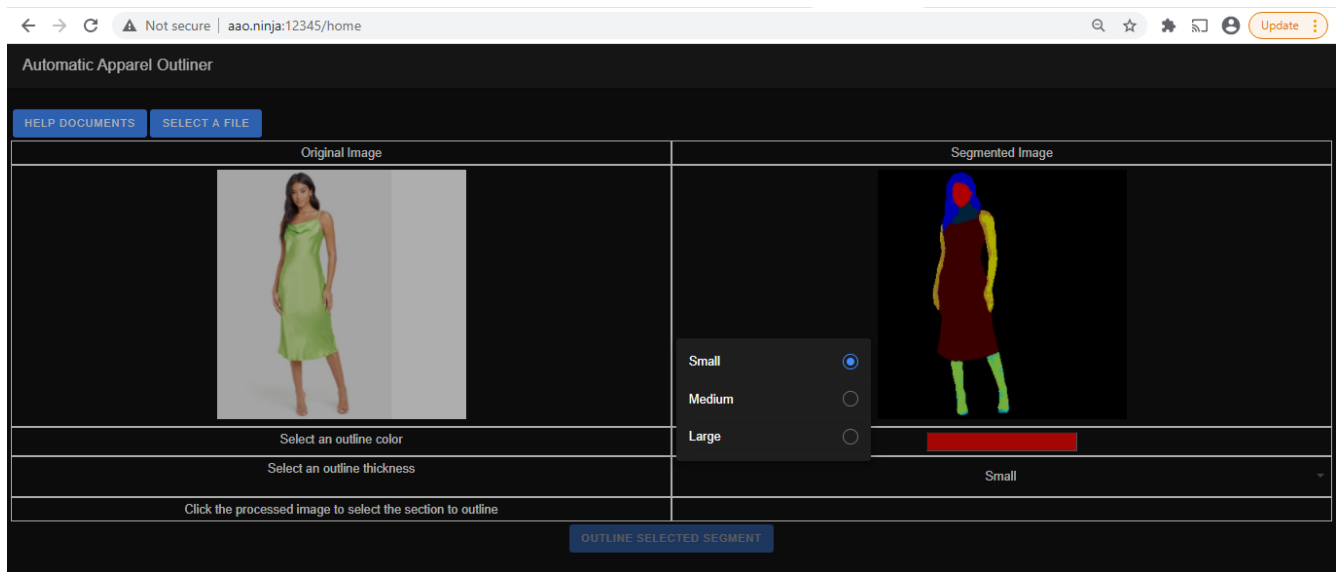 Not secure | aao.ninja:12345/home
Update
Automatic Apparel Outliner
HELP DOCUMENTS
SELECT A FILE
Original Image
Segmented Image
Small
Medium
Large
Select an outline color
Select an outline thickness
Small
Click the processed image to select the section to outline
OUTLINE SELECTED SEGMENT